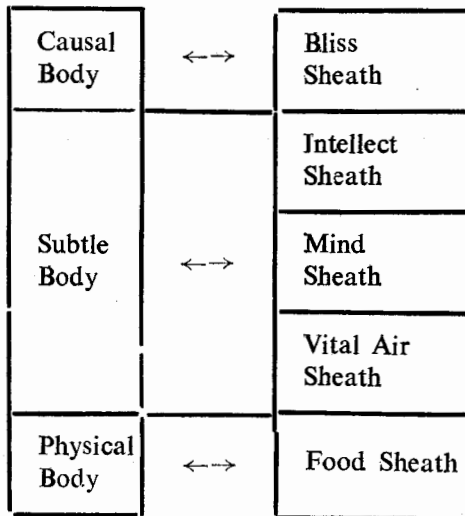 Causal
Body
←→
Bliss
Sheath
Intellect
Sheath
Subtle
Body
←→
Mind
Sheath
Vital Air
Sheath
Physical
Body
←→
Food Sheath